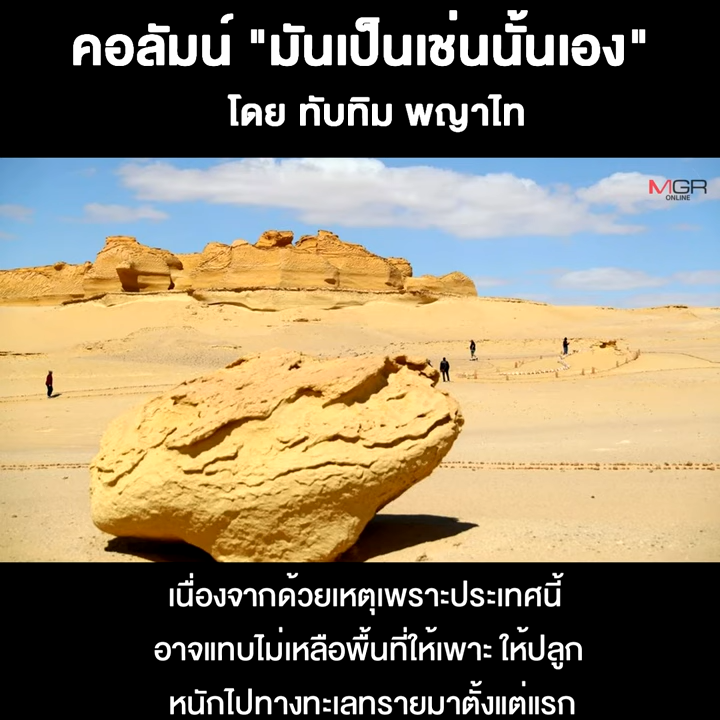 คอลัมน์ "มันเป็นเช่นนั้นเอง"
โดย ทับทิม พญาไท
MGR
ONLINE
เนื่องจากด้วยเหตุเพราะประเทศนี้
อาจแทบไม่เหลือพื้นที่ให้เพาะ ให้ปลูก
หนักไปทางทะเลทรายมาตั้งแต่แรก